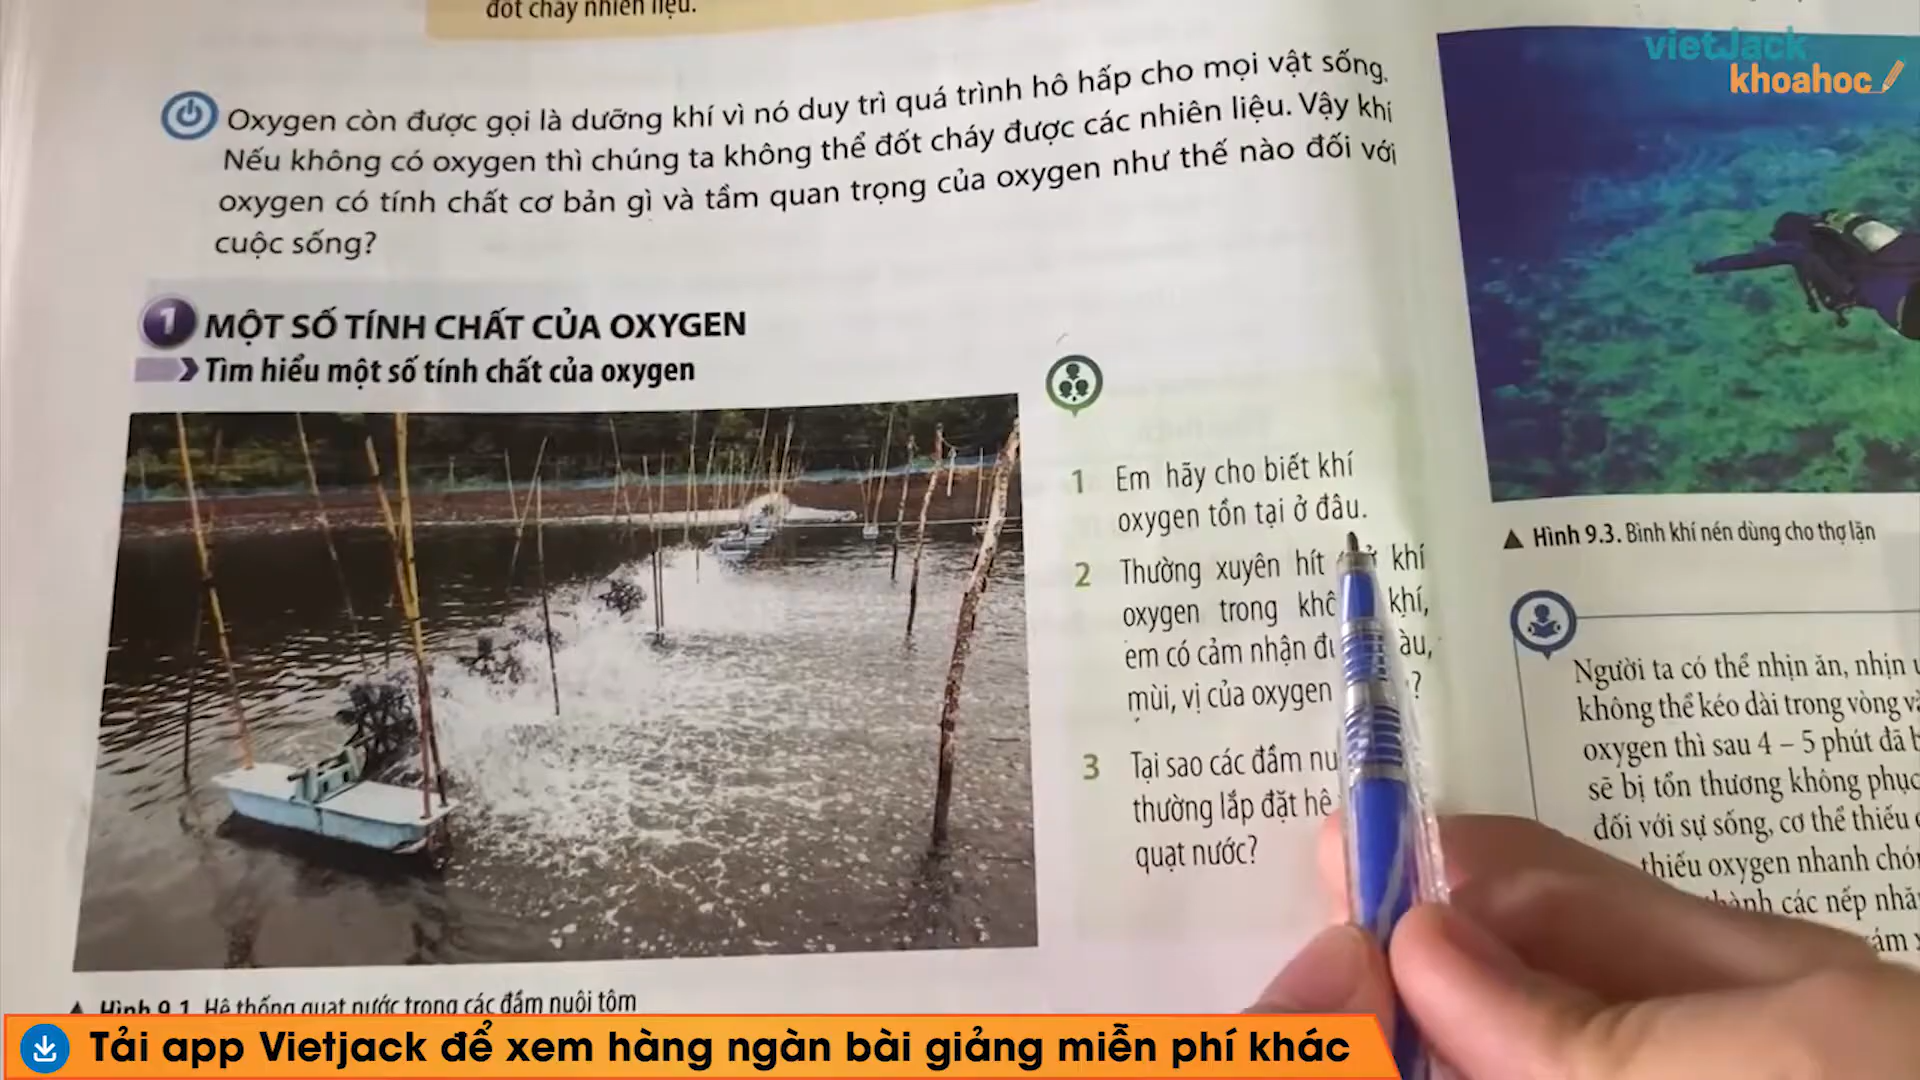 đốt cháy nhiên liệu.
vietJack
khoahoc
Oxygen còn được gọi là dưỡng khí vì nó duy trì quá trình hô hấp cho mọi vật sống.
Nếu không có oxygen thì chúng ta không thể đốt cháy được các nhiên liệu. Vậy khí
oxygen có tính chất cơ bản gì và tầm quan trọng của oxygen như thế nào đối với
cuộc sống?
1 MỘT SỐ TÍNH CHẤT CỦA OXYGEN
Tìm hiểu một số tính chất của oxygen
1 Em hãy cho biết khí
oxygen tồn tại ở đâu.
2 Thường xuyên hít khí
oxygen trong khí,
em có cảm nhận
mùi, vị của oxygen ?
3 Tại sao các đầm
thường lắp đặt
quạt nước?
▲ Hình 9.1. Hệ thống quạt nước trong các đầm nuôi tôm
▲ Hình 9.3. Bình khí nén dùng cho thợ lặn
Người ta có thể nhịn ăn, nhịn
không thể kéo dài trong vòng
oxygen thì sau 4 – 5 phút đã
sẽ bị tổn thương không
đối với sự sống, cơ thể thiếu
thiếu oxygen nhanh
các nếp
Tải app Vietjack để xem hàng ngàn bài giảng miễn phí khác